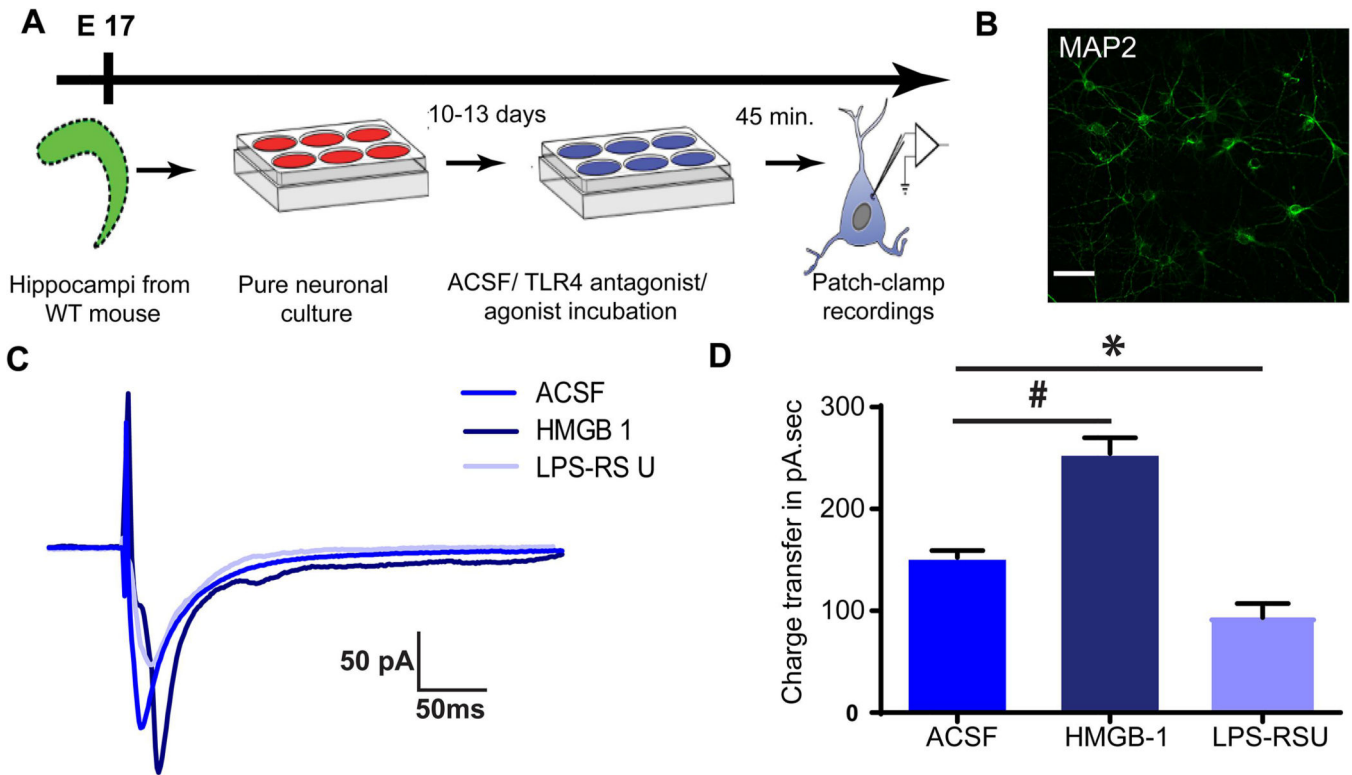 A
E 17
10-13 days
45 min.
Hippocampi from
WT mouse
Pure neuronal
culture
ACSF/ TLR4 antagonist/
agonist incubation
Patch-clamp
recordings
B
MAP2
C
ACSF
HMGB 1
LPS-RS U
50 pA
50ms
D
*
#
Charge transfer in pA.sec
300
200
100
0
ACSF
HMGB-1
LPS-RSU